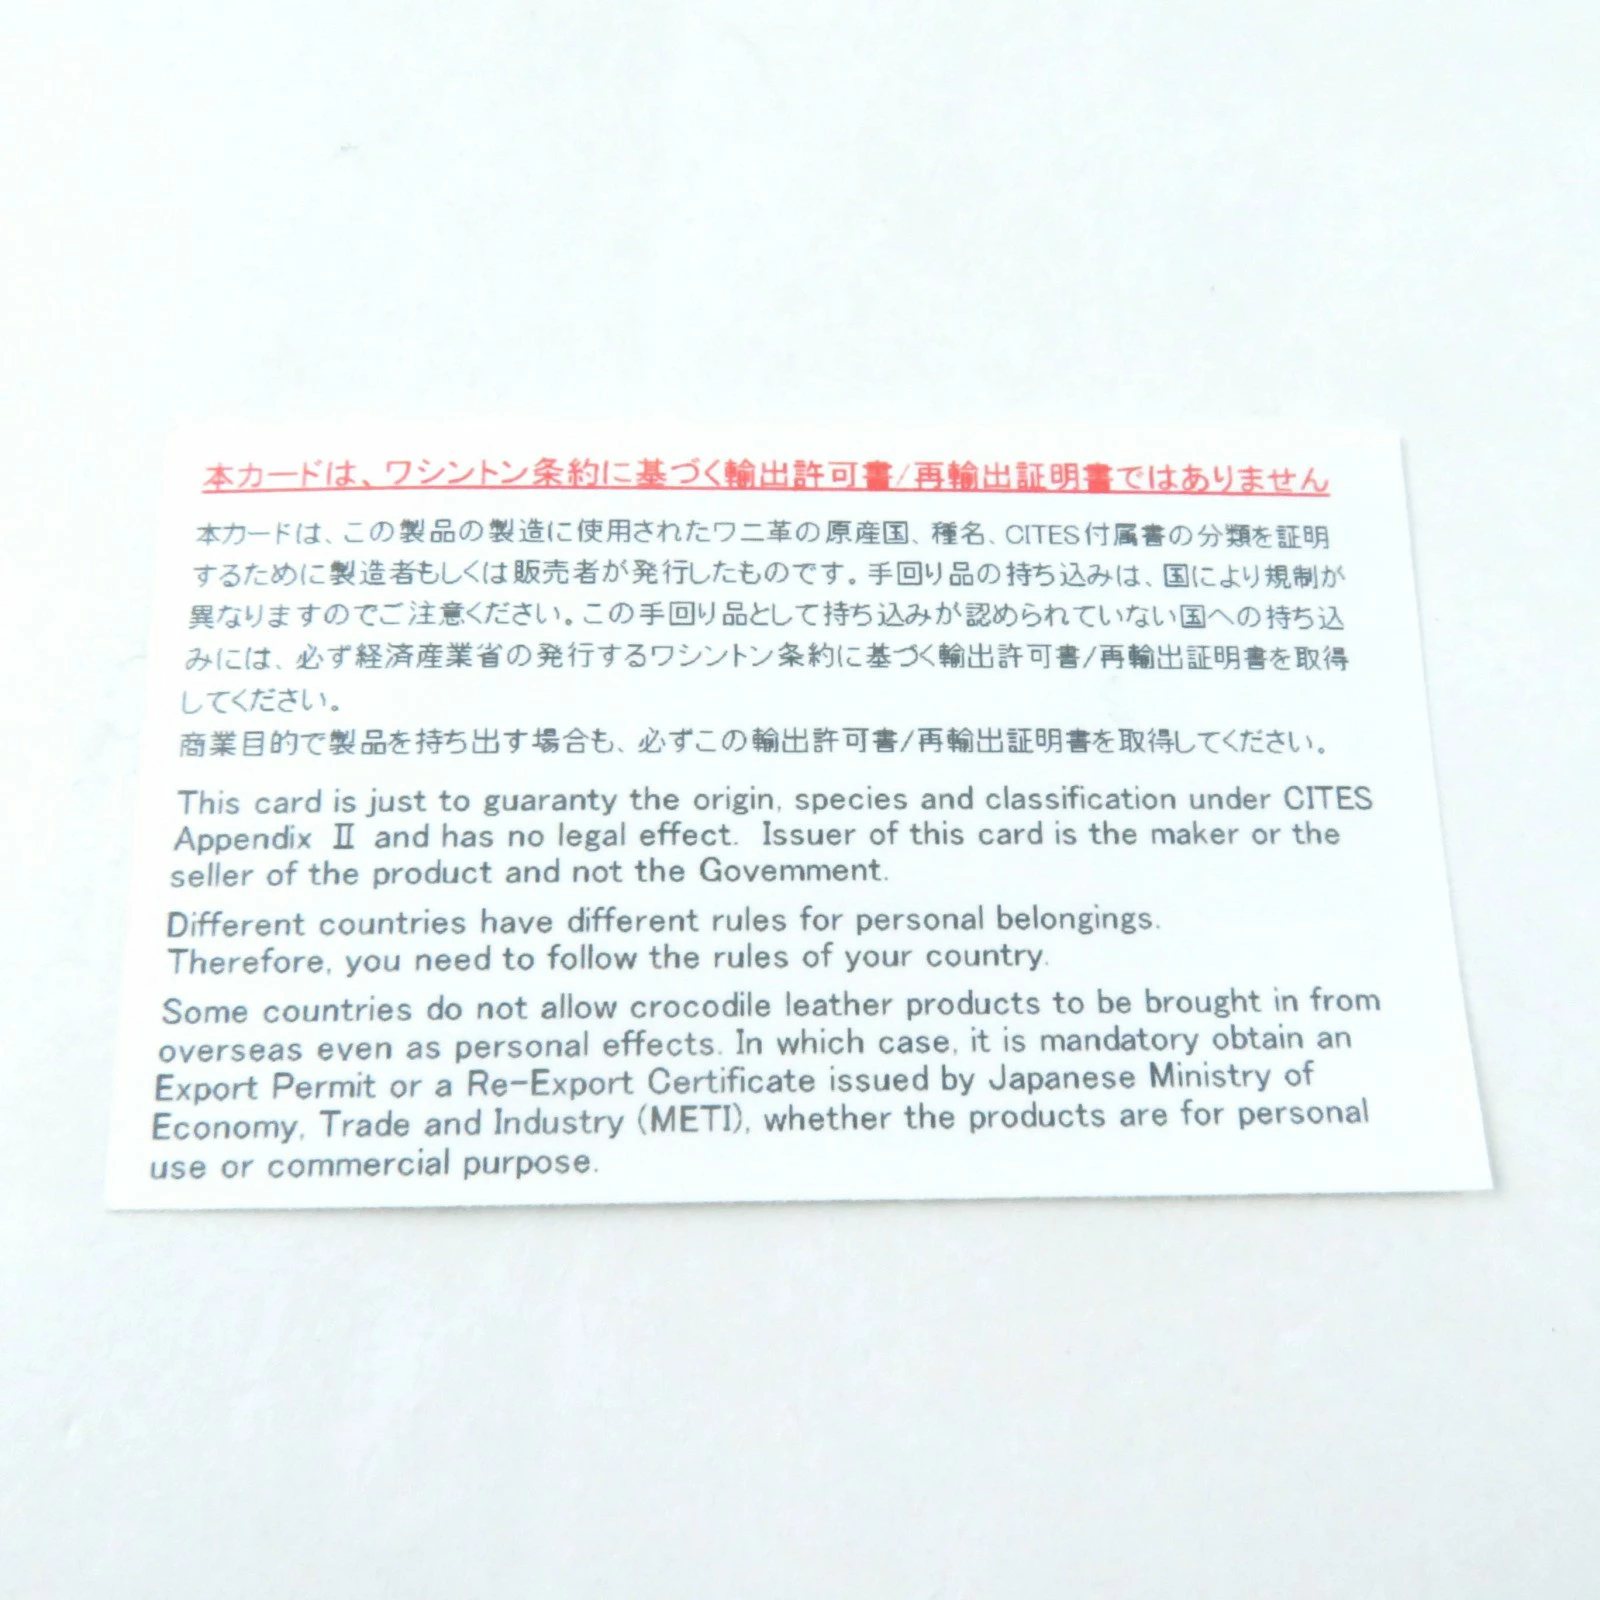 本カードは、ワシントン条約に基づく輸出許可書/再輸出証明書ではありません
本カードは、この製品の製造に使用されたワニ革の原産国、種名、CITES付属書の分類を証明
するために製造者もしくは販売者が発行したものです。手回り品の持ち込みは、国により規制が
異なりますのでご注意ください。この手回り品として持ち込みが認められていない国への持ち込
みには、必ず経済産業省の発行するワシントン条約に基づく輸出許可書/再輸出証明書を取得
してください。
商業目的で製品を持ち出す場合も、必ずこの輸出許可書/再輸出証明書を取得してください。
This card is just to guaranty the origin, species and classification under CITES
Appendix Ⅱ and has no legal effect. Issuer of this card is the maker or the
seller of the product and not the Govemment.
Different countries have different rules for personal belongings.
Therefore, you need to follow the rules of your country.
Some countries do not allow crocodile leather products to be brought in from
overseas even as personal effects. In which case, it is mandatory obtain an
Export Permit or a Re-Export Certificate issued by Japanese Ministry of
Economy, Trade and Industry (METI), whether the products are for personal
use or commercial purpose.